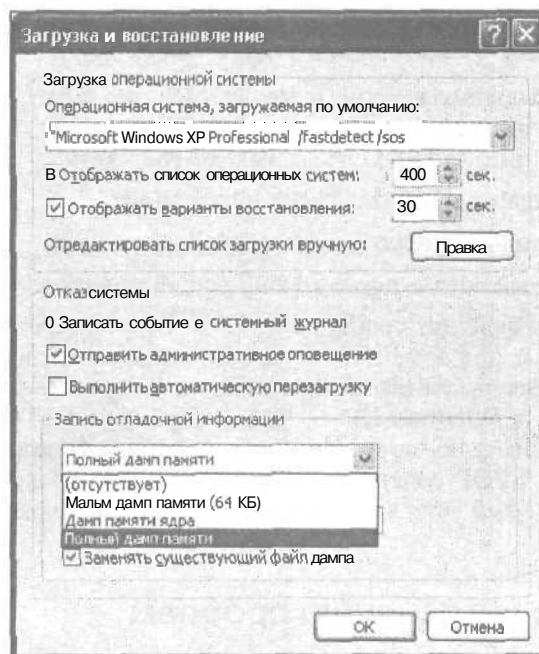 Загрузка и восстановление
Загрузка операционной системы
Операционная система, загружаемая по умолчанию:
"Microsoft Windows XP Professional /fastdetect /sos
В Отображать список операционных систем: 400 сек.
Отображать варианты восстановления: 30 сек.
Отредактировать список загрузки вручную: Правка
Отказ системы
0 Записать событие е системный журнал
Отправить административное оповещение
Выполнить автоматическую перезагрузку
Запись отладочной информации
Полный дамп памяти
(отсутствует)
Мальм дамп памяти (64 КБ)
Дамп памяти ядра
Полный дамп памяти
Заменять существующий файл дампа
ОК Отмена